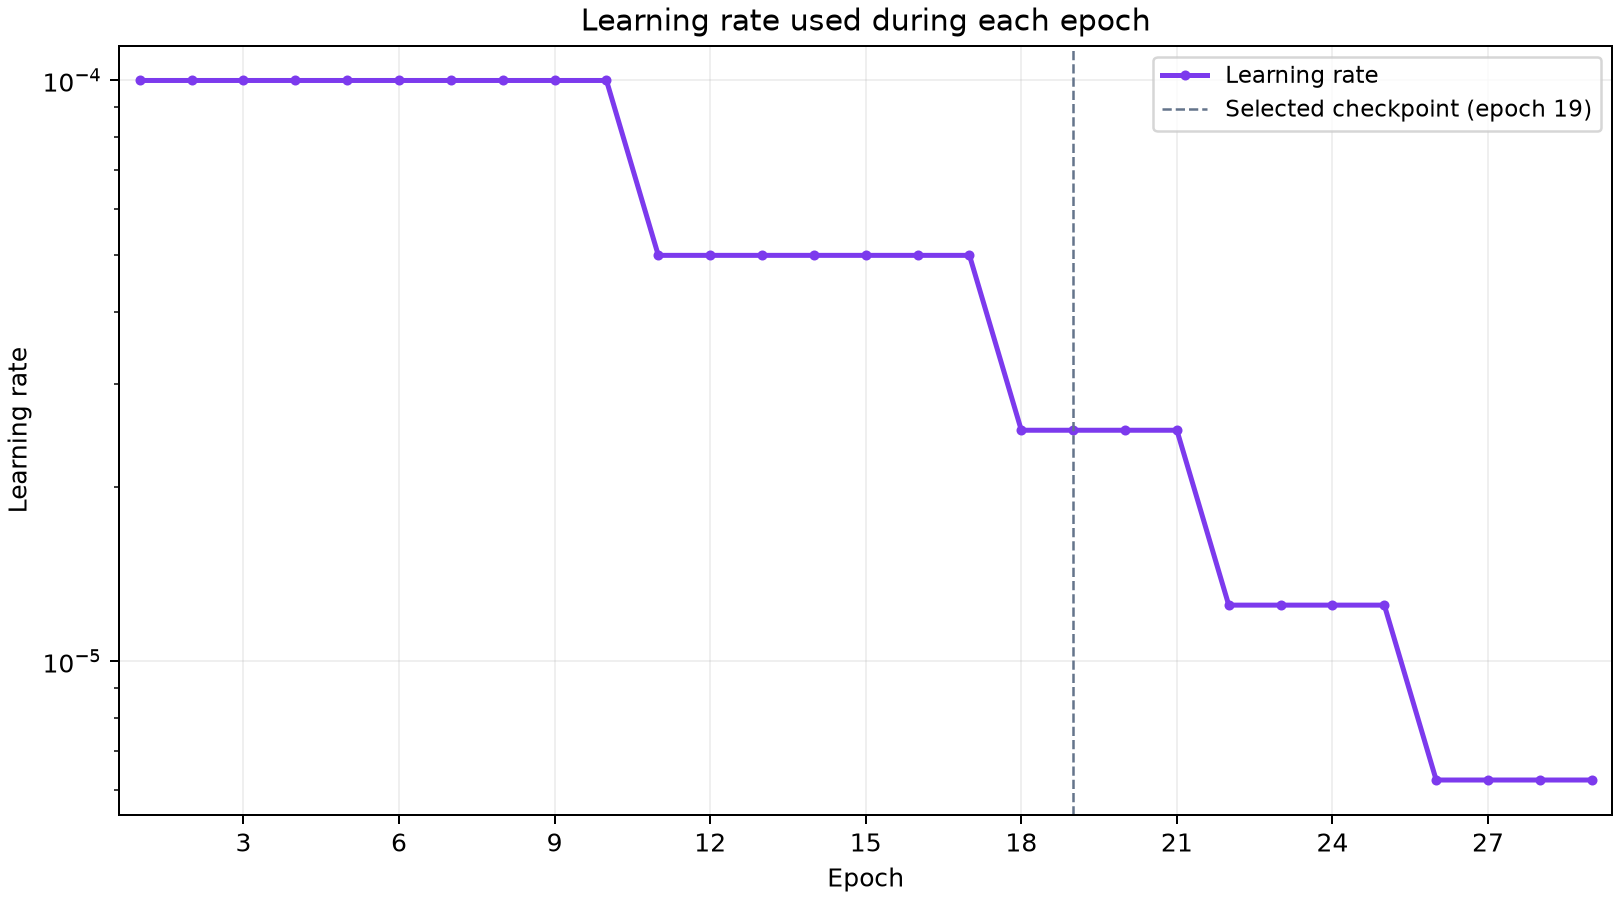 Learning rate used during each epoch
Learning rate
Selected checkpoint (epoch 19)
10⁻⁴
10⁻⁵
Learning rate
3 6 9 12 15 18 21 24 27
Epoch